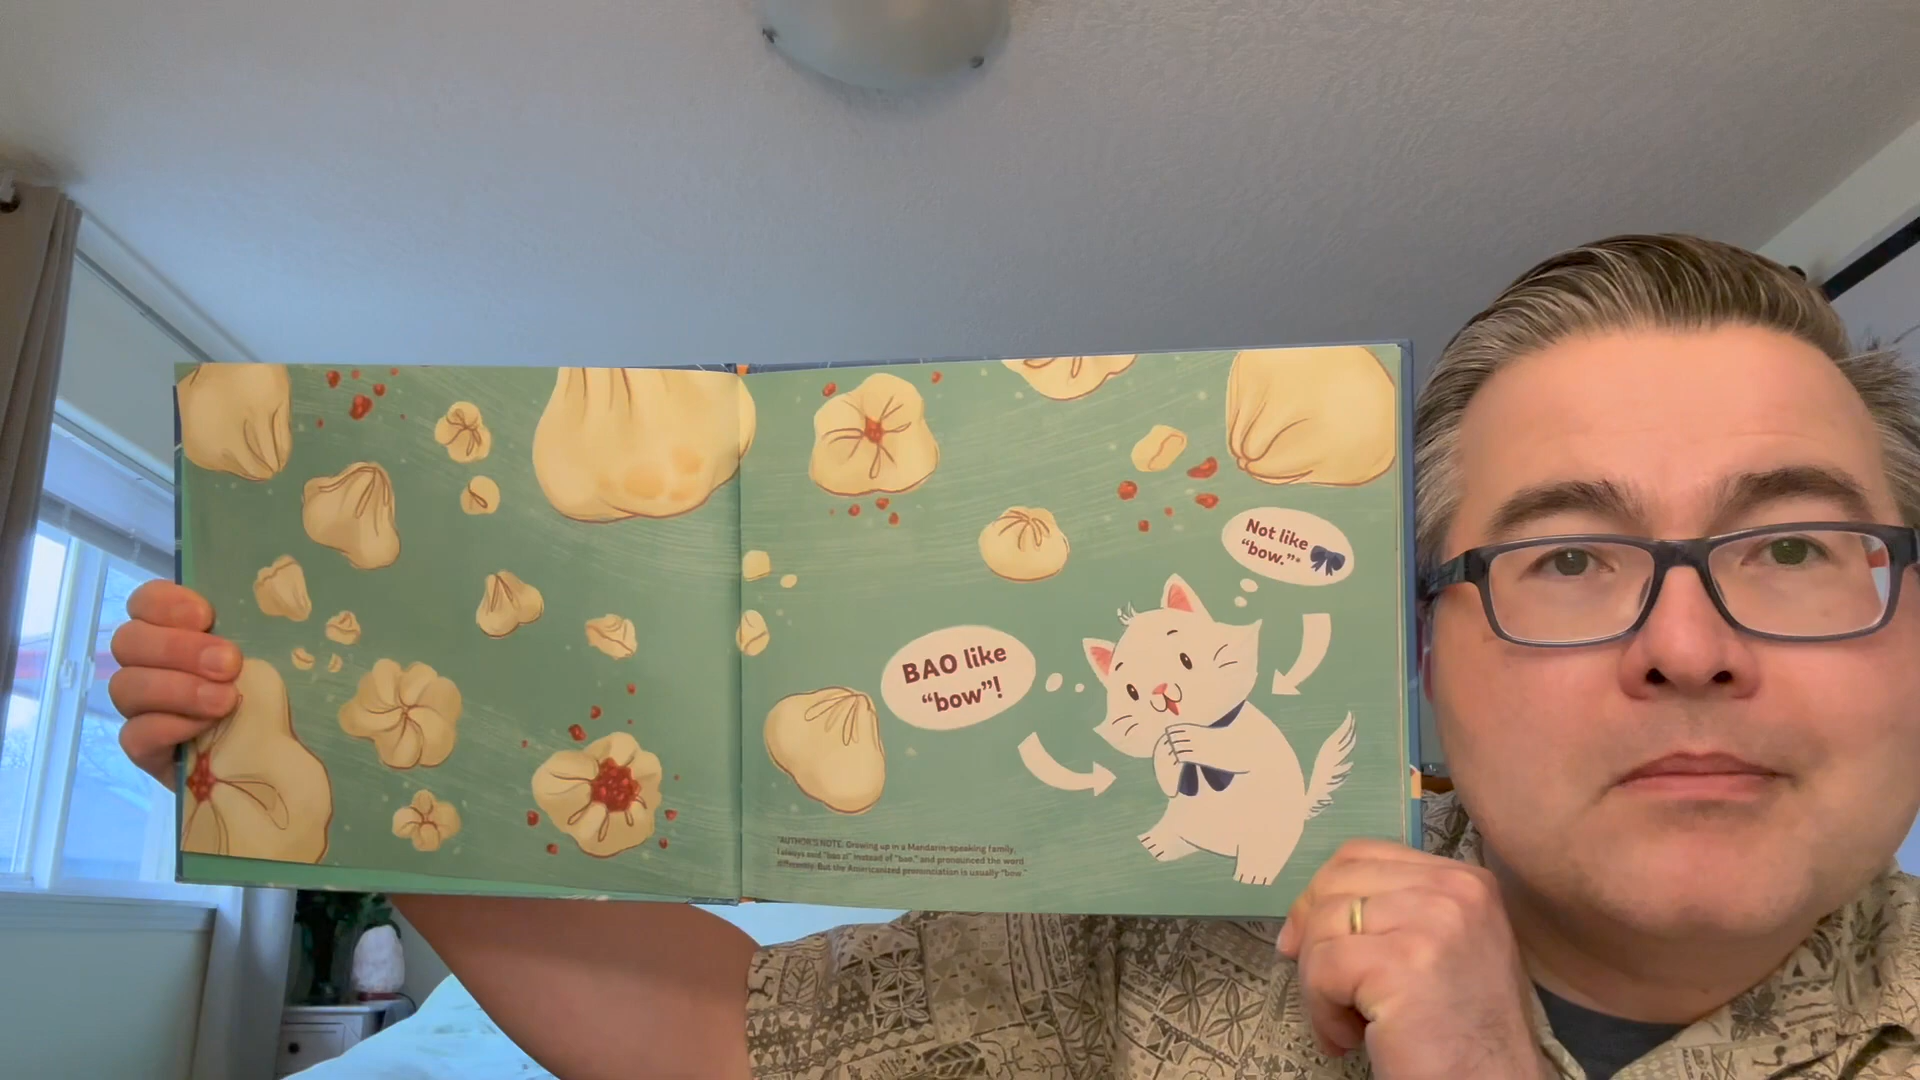 Not like
“bow.”*
BAO like
“bow”!
*AUTHOR'S NOTE: Growing up in a Mandarin-speaking family,
I always said “bao zi” instead of “bao,” and pronounced the word
differently. But the Americanized pronunciation is usually “bow.”